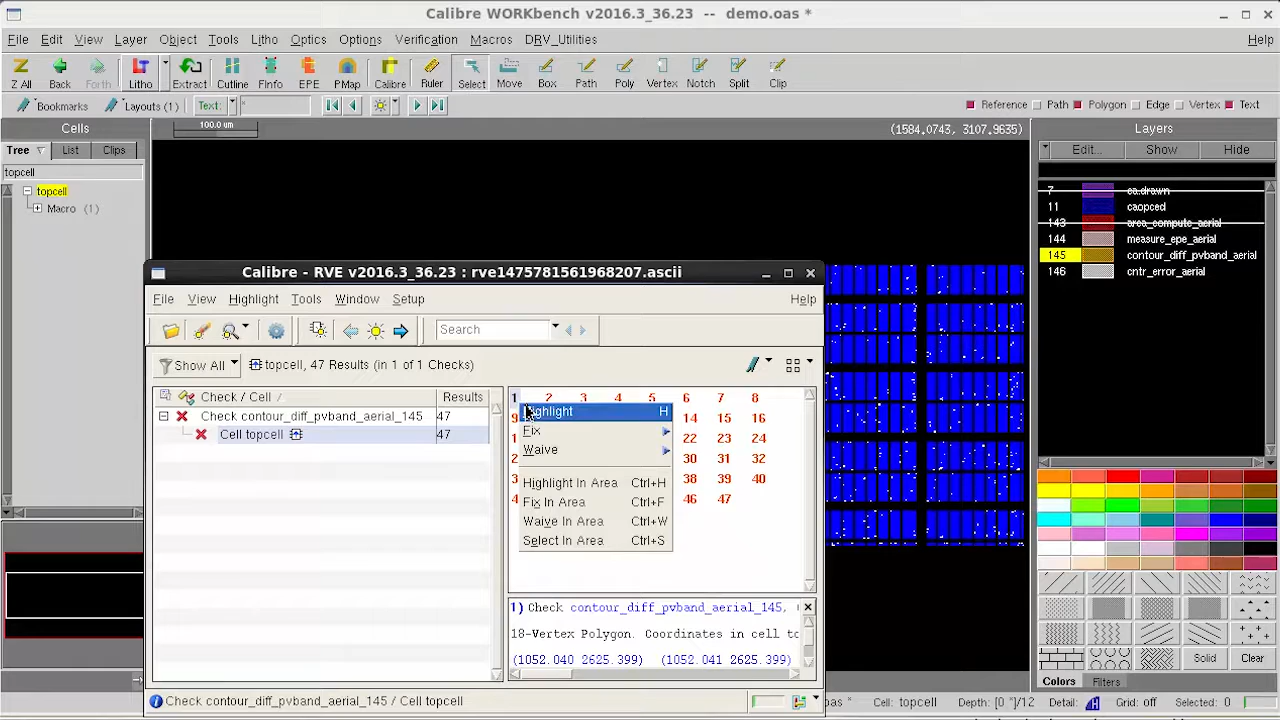 Calibre WORKbench v2016.3_36.23 -- demo.oas *
File Edit View Layer Object Tools Litho Optics Options Verification Macros DRV_Utilities Help
Z All Back Forth Litho Extract Cutline FInfo EPE PMap Calibre Ruler Select Move Box Path Poly Vertex Notch Split Clip
Bookmarks Layouts (1) Text: * Reference Path Polygon Edge Vertex Text
Cells 100.0 um (1584.0743, 3107.9635) Layers
Tree List Clips Edit... Show Hide
topcell
topcell
Macro (1)
7 ca.drawn
11 caopced
143 area_compute_aerial
144 measure_epe_aerial
145 contour_diff_pvband_aerial
146 cntr_error_aerial
Calibre - RVE v2016.3_36.23 : rve1475781561968207.ascii
File View Highlight Tools Window Setup Help
Search
Show All topcell, 47 Results (in 1 of 1 Checks)
Check / Cell Results
Check contour_diff_pvband_aerial_145 47
Cell topcell 47
1 2 3 4 5 6 7 8
14 15 16
22 23 24
30 31 32
38 39 40
46 47
Highlight H
Fix
Waive
Highlight In Area Ctrl+H
Fix In Area Ctrl+F
Waive In Area Ctrl+W
Select In Area Ctrl+S
1) Check contour_diff_pvband_aerial_145,
18-Vertex Polygon. Coordinates in cell to
(1052.040 2625.399) (1052.041 2625.399)
Check contour_diff_pvband_aerial_145 / Cell topcell
Solid Clear
Colors Filters
Cell: topcell Depth: [0 ˚]/12 Detail: Grid: off Selected: 0